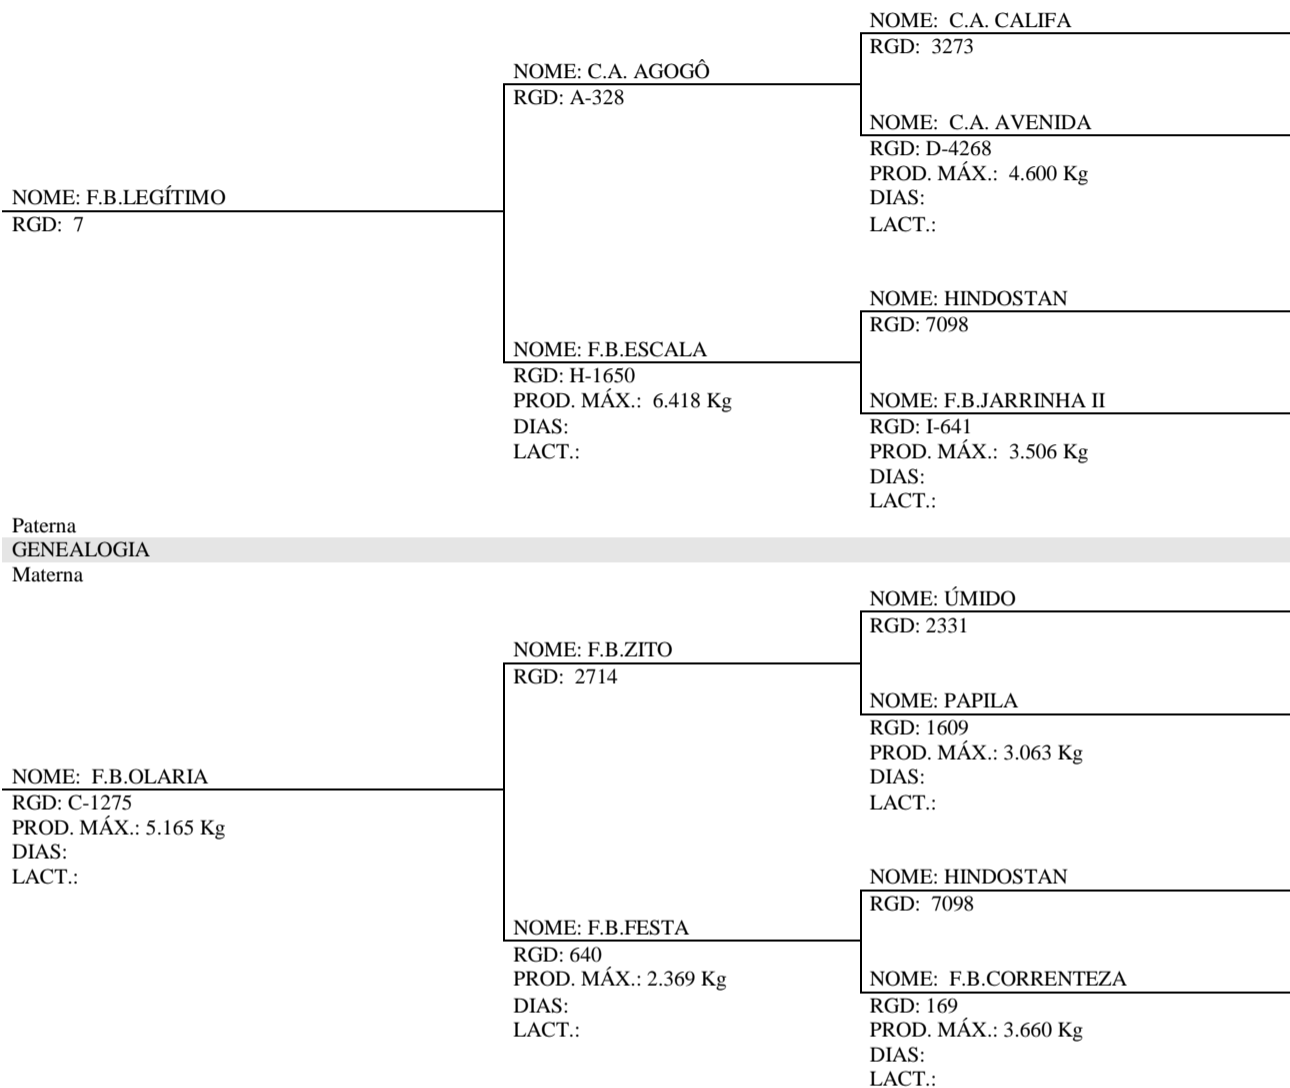 NOME: C.A. CALIFA
RGD: 3273
NOME: C.A. AGOGÔ
RGD: A-328
NOME: C.A. AVENIDA
RGD: D-4268
PROD. MÁX.: 4.600 Kg
DIAS:
LACT.:
NOME: F.B.LEGÍTIMO
RGD: 7
NOME: HINDOSTAN
RGD: 7098
NOME: F.B.ESCALA
RGD: H-1650
PROD. MÁX.: 6.418 Kg
DIAS:
LACT.:
NOME: F.B.JARRINHA II
RGD: I-641
PROD. MÁX.: 3.506 Kg
DIAS:
LACT.:
Paterna
GENEALOGIA
Materna
NOME: ÚMIDO
RGD: 2331
NOME: F.B.ZITO
RGD: 2714
NOME: PAPILA
RGD: 1609
PROD. MÁX.: 3.063 Kg
DIAS:
LACT.:
NOME: F.B.OLARIA
RGD: C-1275
PROD. MÁX.: 5.165 Kg
DIAS:
LACT.:
NOME: HINDOSTAN
RGD: 7098
NOME: F.B.FESTA
RGD: 640
PROD. MÁX.: 2.369 Kg
DIAS:
LACT.:
NOME: F.B.CORRENTEZA
RGD: 169
PROD. MÁX.: 3.660 Kg
DIAS:
LACT.: